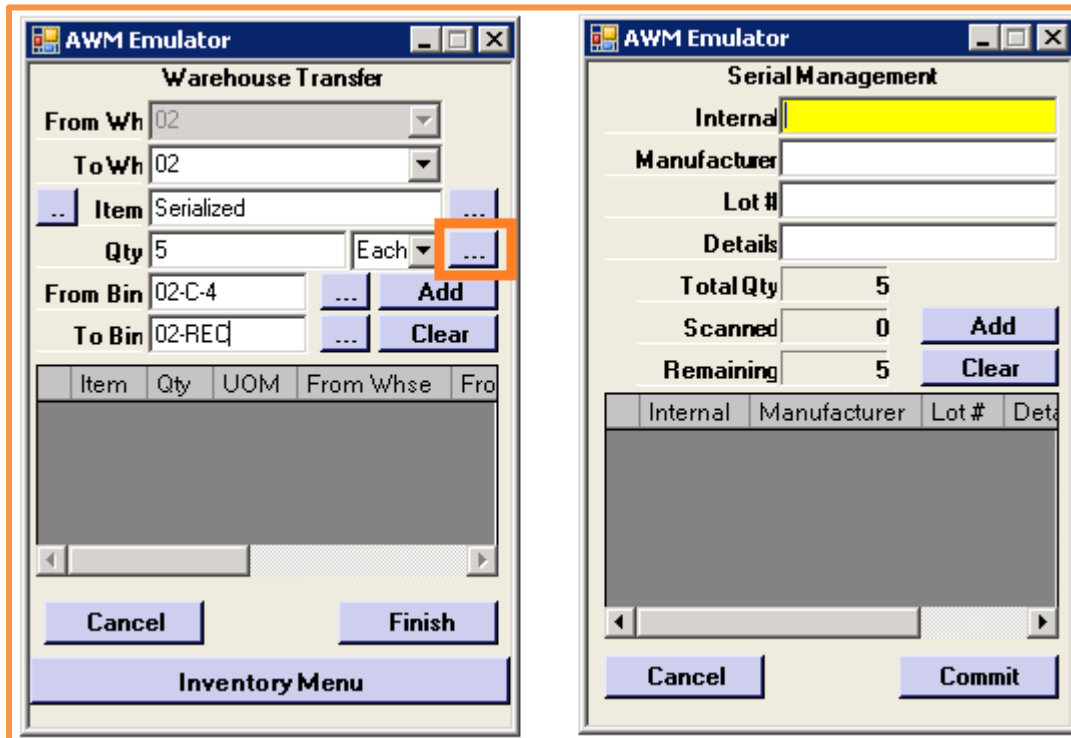 AWM Emulator
Warehouse Transfer
From Wh 02
To Wh 02
.. Item Serialized ...
Qty 5 Each ...
From Bin 02-C-4 ... Add
To Bin 02-REC ... Clear
Item Qty UOM From Whse Fro
Cancel Finish
Inventory Menu
AWM Emulator
Serial Management
Internal
Manufacturer
Lot #
Details
Total Qty 5
Scanned 0 Add
Remaining 5 Clear
Internal Manufacturer Lot # Deta
Cancel Commit